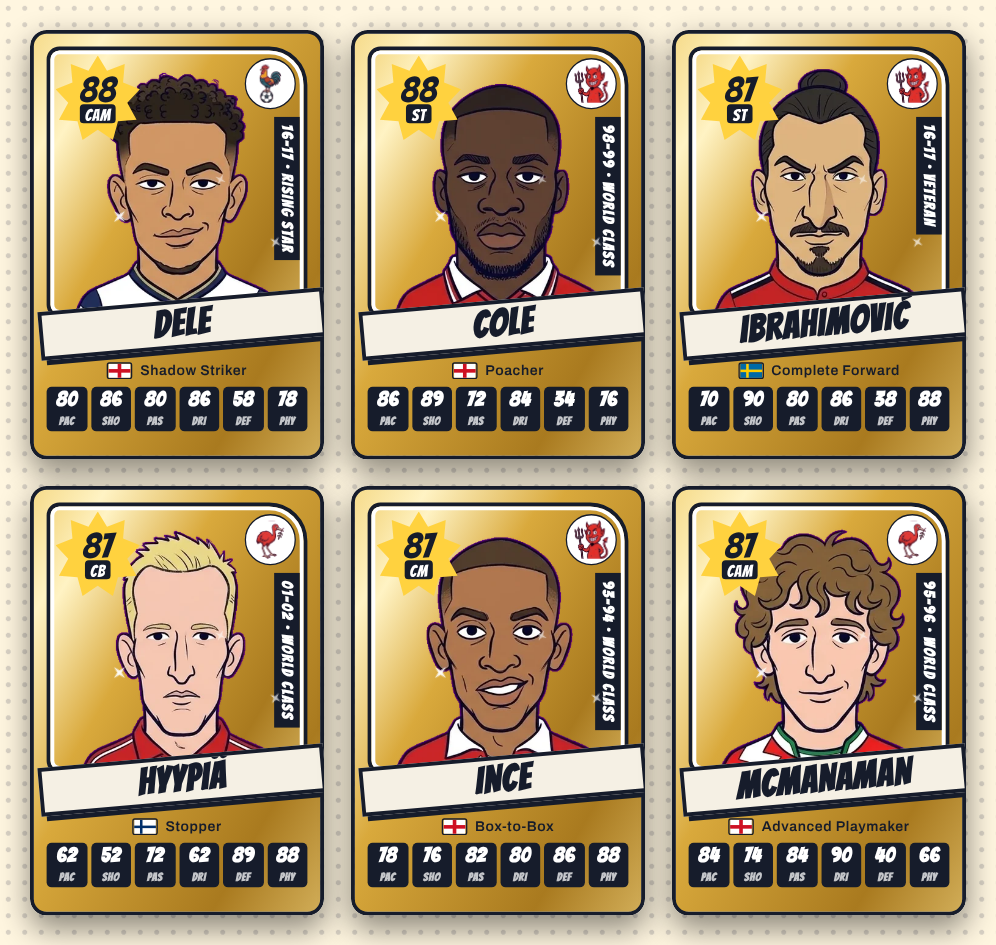 88
CAM
16-17 • RISING STAR
DELE
Shadow Striker
80 86 80 86 58 78
PAC SHO PAS DRI DEF PHY
88
ST
98-99 • WORLD CLASS
COLE
Poacher
86 89 72 84 34 76
PAC SHO PAS DRI DEF PHY
87
ST
16-17 • VETERAN
IBRAHIMOVIĆ
Complete Forward
70 90 80 86 38 88
PAC SHO PAS DRI DEF PHY
87
CB
01-02 • WORLD CLASS
HYYPIÄ
Stopper
62 52 72 62 89 88
PAC SHO PAS DRI DEF PHY
87
CM
93-94 • WORLD CLASS
INCE
Box-to-Box
78 76 82 80 86 88
PAC SHO PAS DRI DEF PHY
87
CAM
95-96 • WORLD CLASS
MCMANAMAN
Advanced Playmaker
84 74 84 90 40 66
PAC SHO PAS DRI DEF PHY